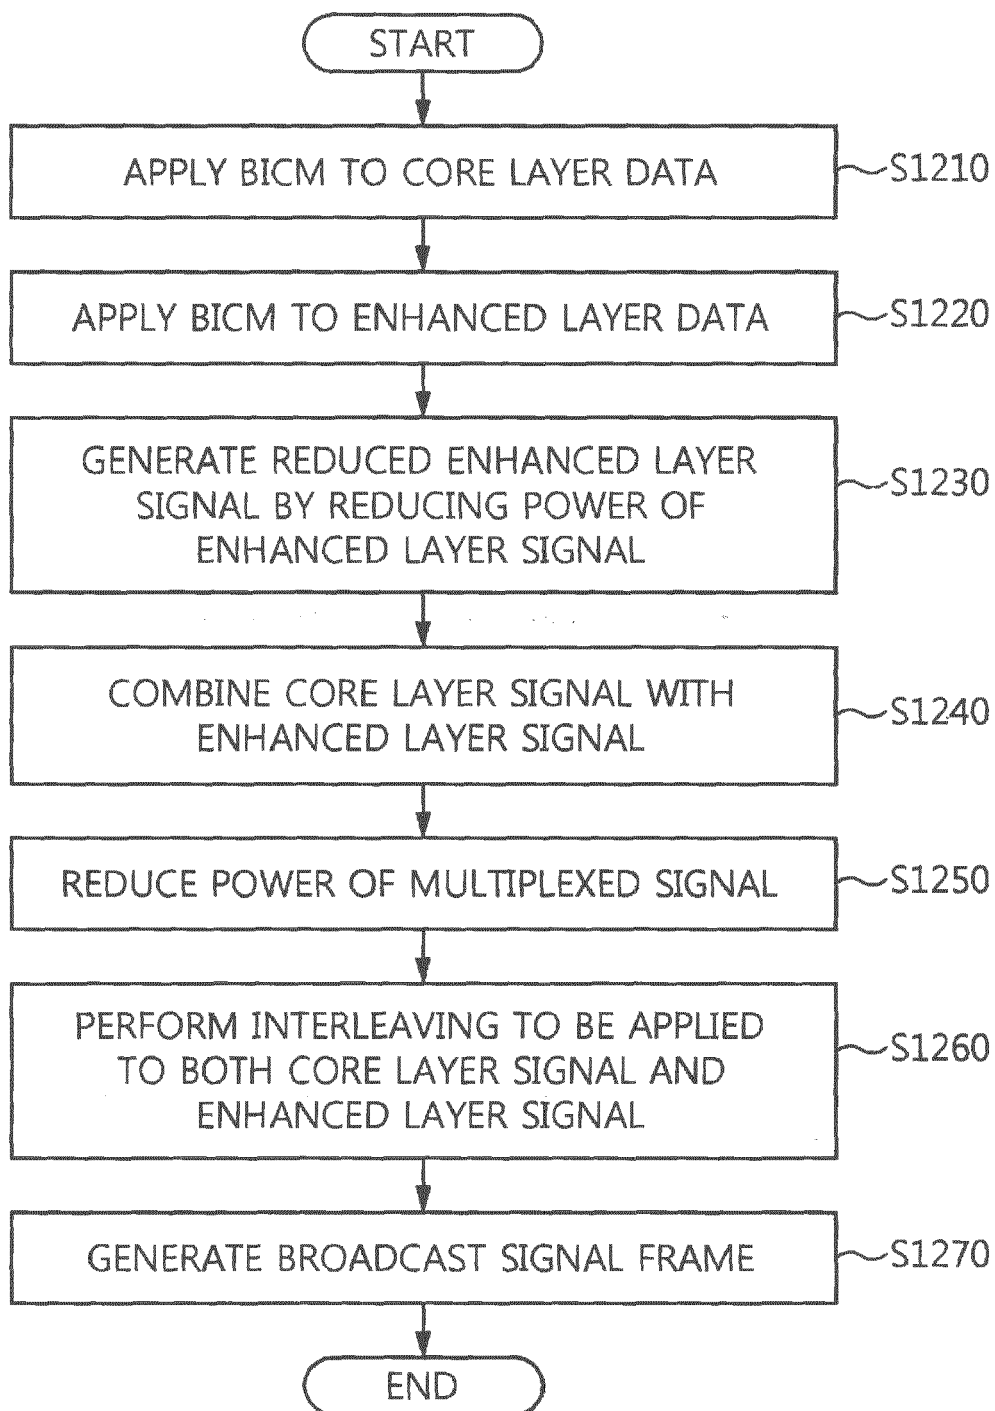 START
APPLY BICM TO CORE LAYER DATA
S1210
APPLY BICM TO ENHANCED LAYER DATA
S1220
GENERATE REDUCED ENHANCED LAYER
SIGNAL BY REDUCING POWER OF
ENHANCED LAYER SIGNAL
S1230
COMBINE CORE LAYER SIGNAL WITH
ENHANCED LAYER SIGNAL
S1240
REDUCE POWER OF MULTIPLEXED SIGNAL
S1250
PERFORM INTERLEAVING TO BE APPLIED
TO BOTH CORE LAYER SIGNAL AND
ENHANCED LAYER SIGNAL
S1260
GENERATE BROADCAST SIGNAL FRAME
S1270
END